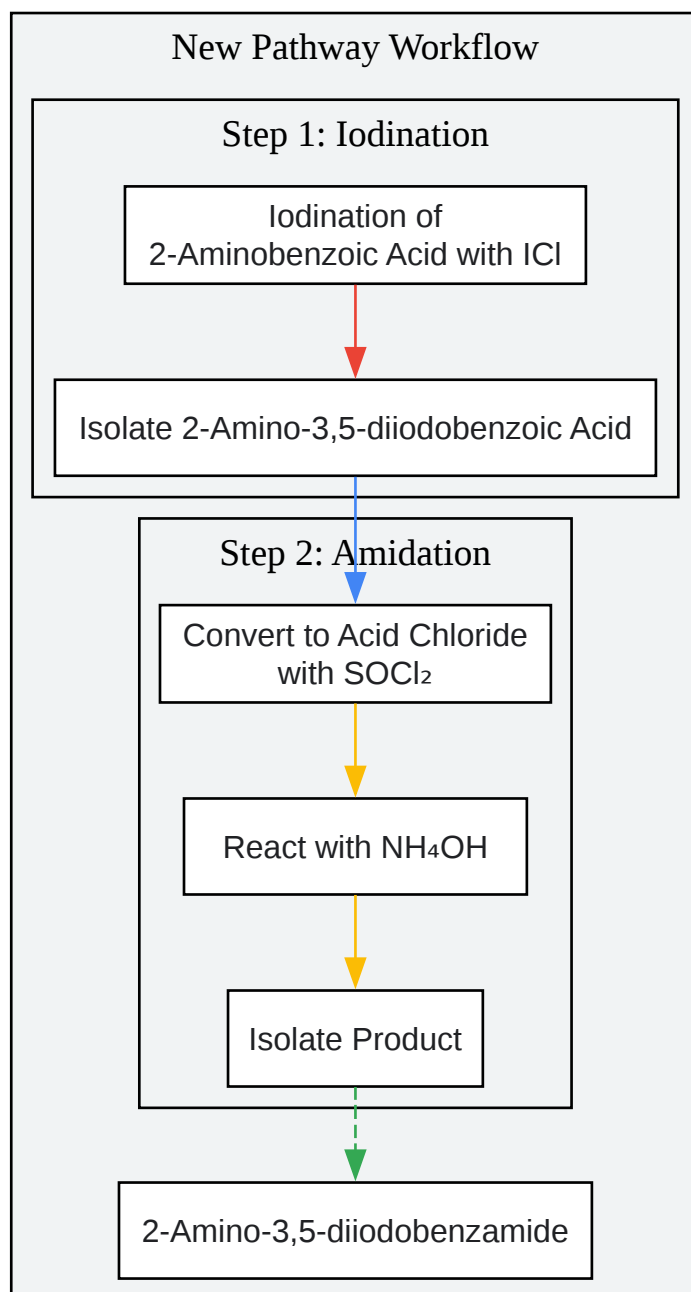 New Pathway Workflow
Step 1: Iodination
Iodination of
2-Aminobenzoic Acid with ICl
Isolate 2-Amino-3,5-diiodobenzoic Acid
Step 2: Amidation
Convert to Acid Chloride
with SOCl₂
React with NH₄OH
Isolate Product
2-Amino-3,5-diiodobenzamide